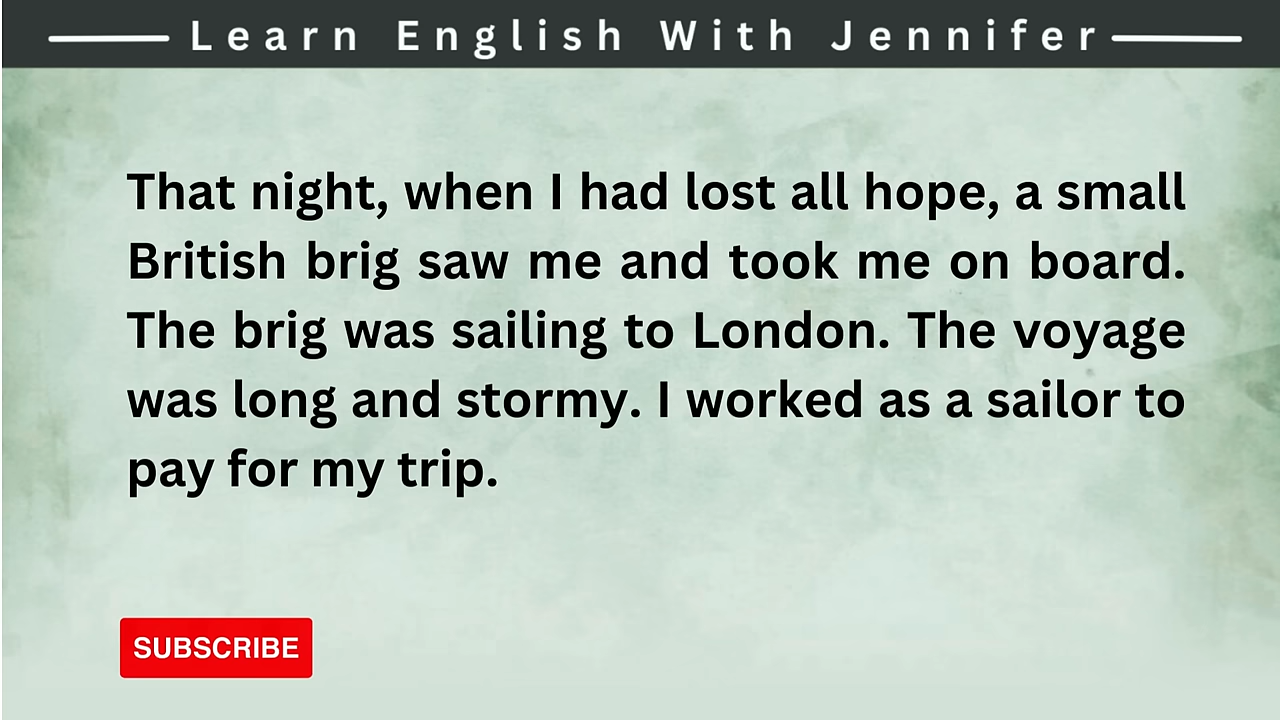 Learn English With Jennifer
That night, when I had lost all hope, a small
British brig saw me and took me on board.
The brig was sailing to London. The voyage
was long and stormy. I worked as a sailor to
pay for my trip.
SUBSCRIBE